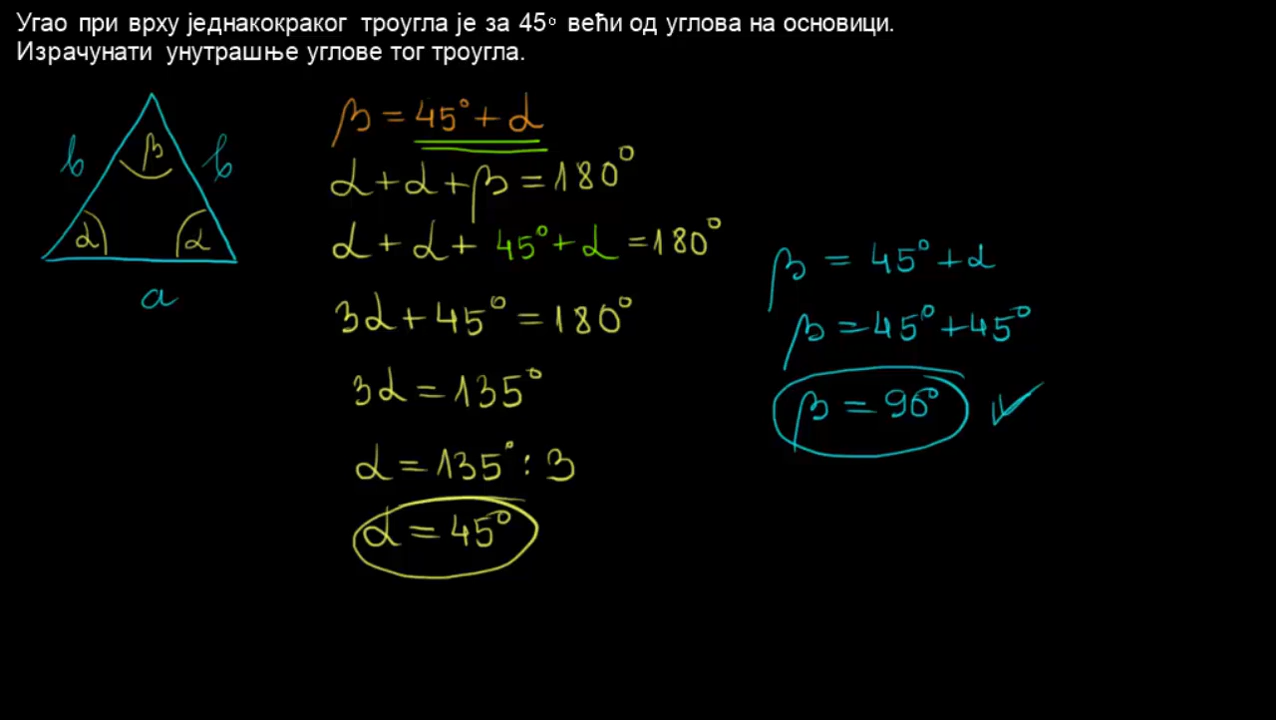 Угао при врху једнакокраког троугла је за 45° већи од углова на основици.
Израчунати унутрашње углове тог троугла.
b
β
b
α
α
a
β = 45° + α
α + α + β = 180°
α + α + 45° + α = 180°
3α + 45° = 180°
3α = 135°
α = 135° : 3
α = 45°
β = 45° + α
β = 45° + 45°
β = 90°